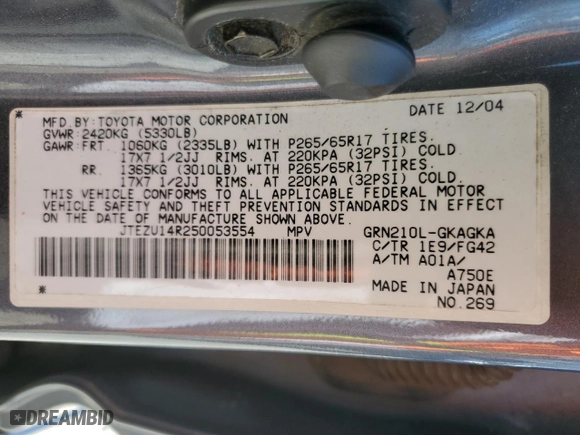 MFD.BY:TOYOTA MOTOR CORPORATION DATE 12/04
GVWR:2420KG (5330LB)
GAWR:FRT. 1060KG (2335LB) WITH P265/65R17 TIRES.
17X7 1/2JJ RIMS. AT 220KPA (32PSI) COLD
RR. 1365KG (3010LB) WITH P265/65R17 TIRES.
17X7 1/2JJ RIMS. AT 220KPA (32PSI) COLD
THIS VEHICLE CONFORMS TO ALL APPLICABLE FEDERAL MOTOR
VEHICLE SAFETY AND THEFT PREVENTION STANDARDS IN EFFECT
ON THE DATE OF MANUFACTURE SHOWN ABOVE.
JTEZU14R250053554 MPV GRN210L-GKAGKA
C/TR 1E9/FG42
A/TM A01A/
A750E
MADE IN JAPAN
NO.269
DREAMBID